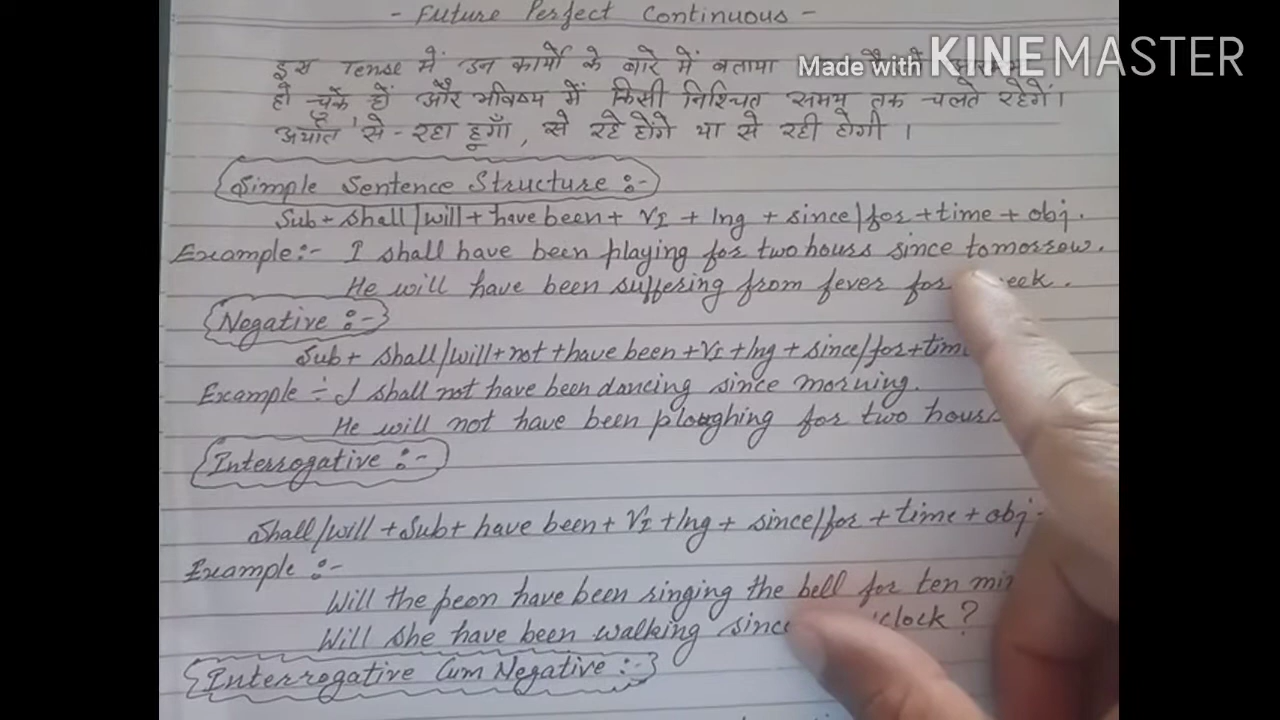 - Future Perfect Continuous -
Made with KINEMASTER
इस Tense में उन कार्यों के बारे में बताया
हो चुकें हों और भविष्य में किसी निश्चित समय तक चलते रहेगें।
अर्थात से - रहा हूगाँ, से रहे होंगे या से रही होगी ।
Simple Sentence Structure :-
Sub + shall/will + have been + V1 + Ing + since/for + time + obj.
Example:- I shall have been playing for two hours since tomorrow.
He will have been suffering from fever for
Negative :-
Sub + shall/will + not + have been + V1 + Ing + since/for +
Example ÷ I shall not have been dancing since morning.
He will not have been ploughing for two hours
Interrogative :-
Shall/will + Sub + have been + V1 + Ing + since/for + time + obj.
Example :-
Will the peon have been ringing the bell for ten
Will she have been walking since ?
Interrogative Cum Negative :-